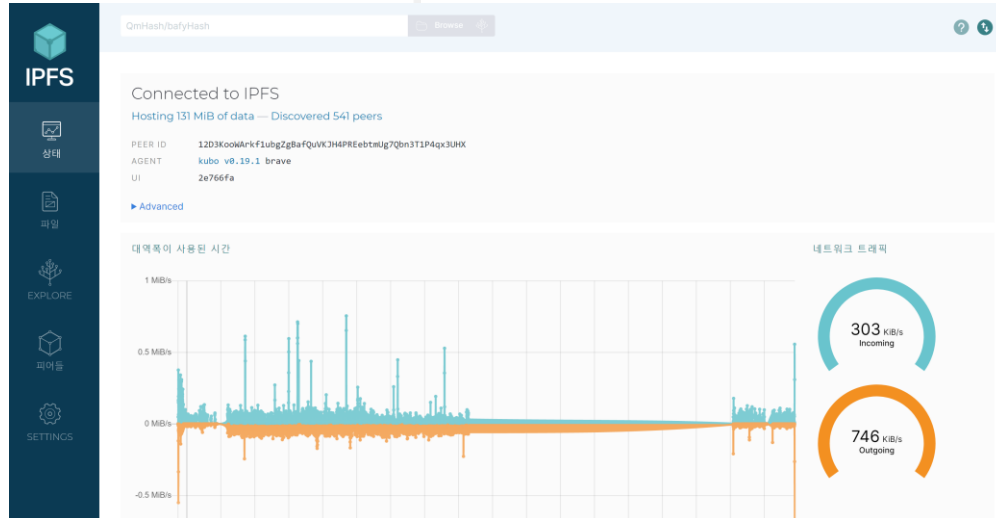 QmHash/bafyHash
Browse
IPFS
상태
파일
EXPLORE
피어들
SETTINGS
Connected to IPFS
Hosting 131 MiB of data — Discovered 541 peers
PEER ID 12D3KooWArkf1ubgZgBafQuVKJH4PREebtmUg7Qbn3T1P4qx3UHX
AGENT kubo v0.19.1 brave
UI 2e766fa
Advanced
대역폭이 사용된 시간
1 MiB/s
0.5 MiB/s
0 MiB/s
-0.5 MiB/s
네트워크 트래픽
303 KiB/s
Incoming
746 KiB/s
Outgoing